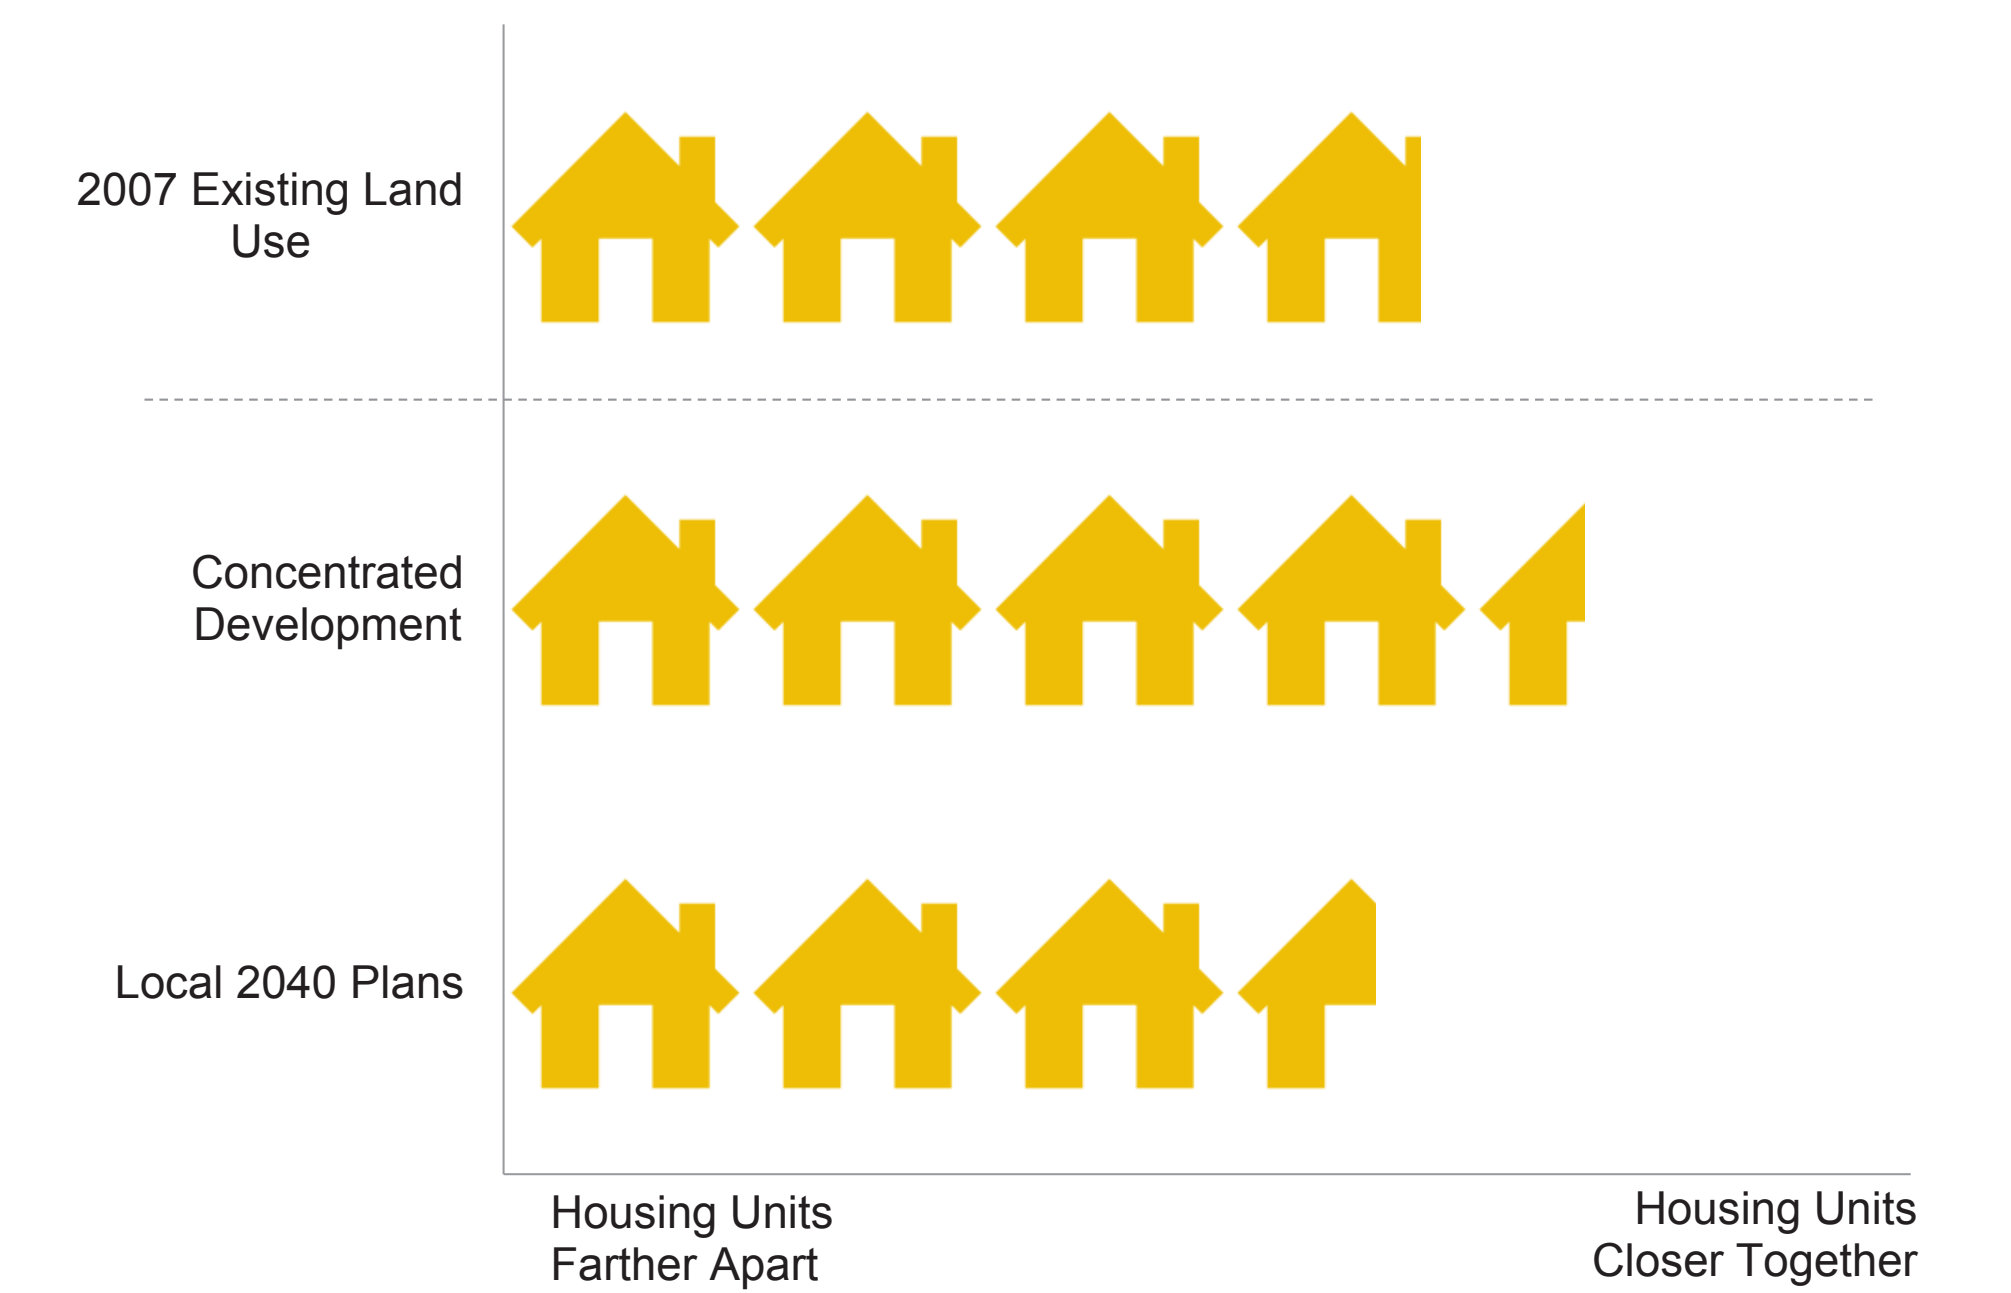 2007 Existing Land
Use
Concentrated
Development
Local 2040 Plans
Housing Units
Farther Apart
Housing Units
Closer Together